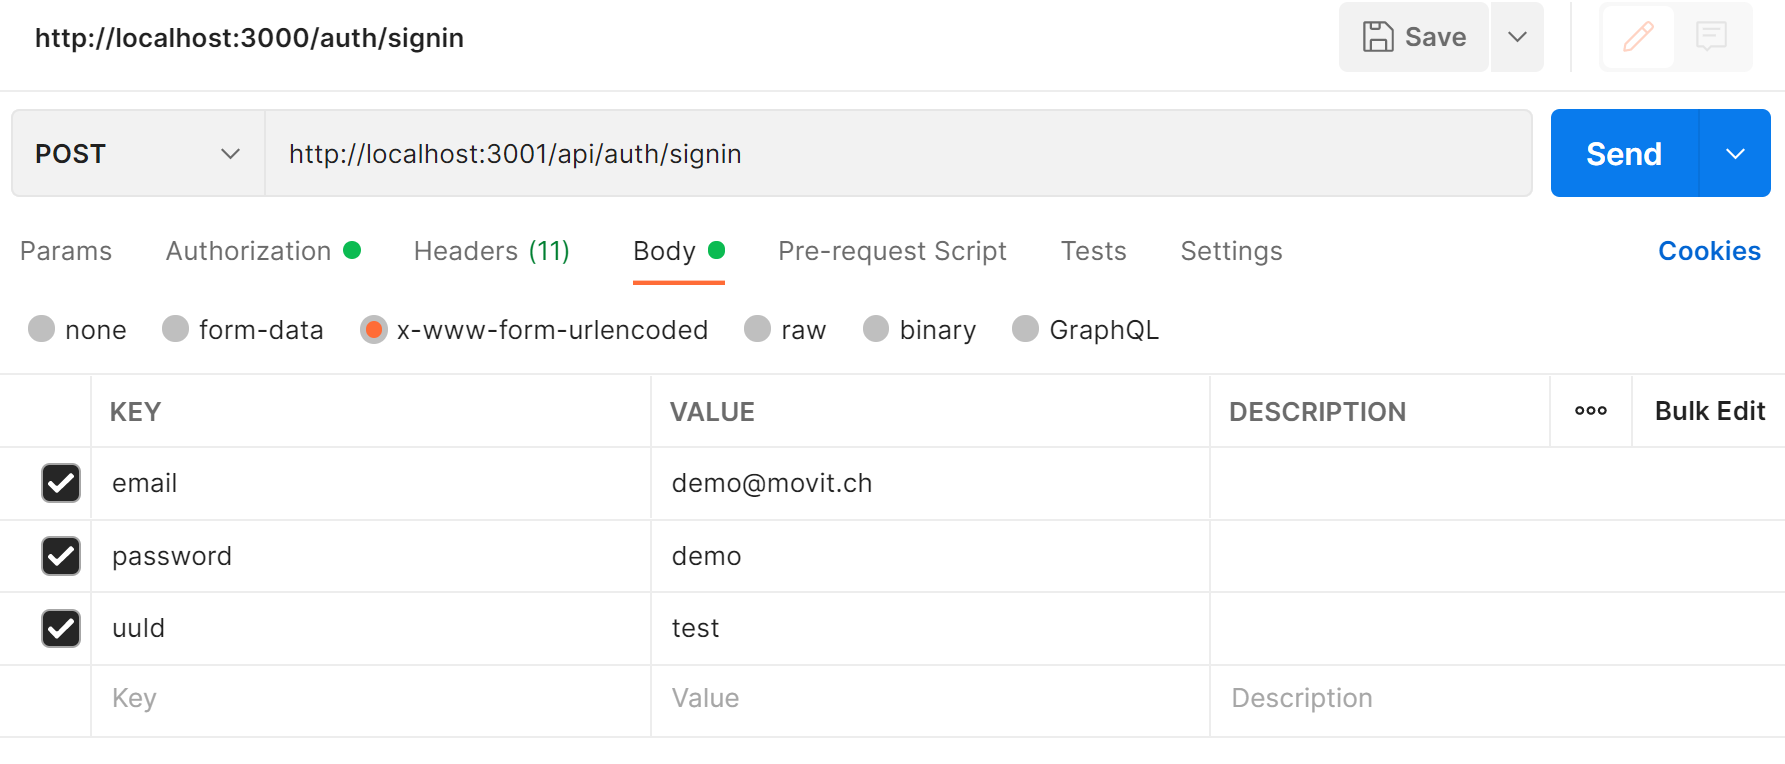 http://localhost:3000/auth/signin Save
POST http://localhost:3001/api/auth/signin Send
Params Authorization Headers (11) Body Pre-request Script Tests Settings Cookies
none form-data x-www-form-urlencoded raw binary GraphQL
KEY VALUE DESCRIPTION Bulk Edit
email demo@movit.ch
password demo
uuId test
Key Value Description